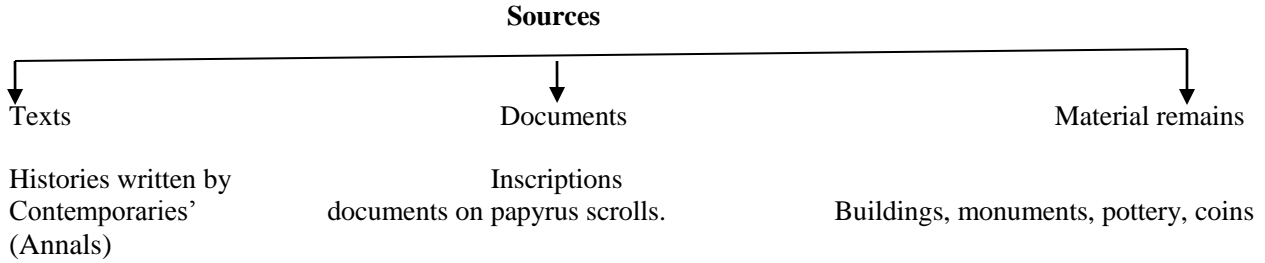 Sources
Texts Documents Material remains
Histories written by Inscriptions
Contemporaries’ documents on papyrus scrolls. Buildings, monuments, pottery, coins
(Annals)